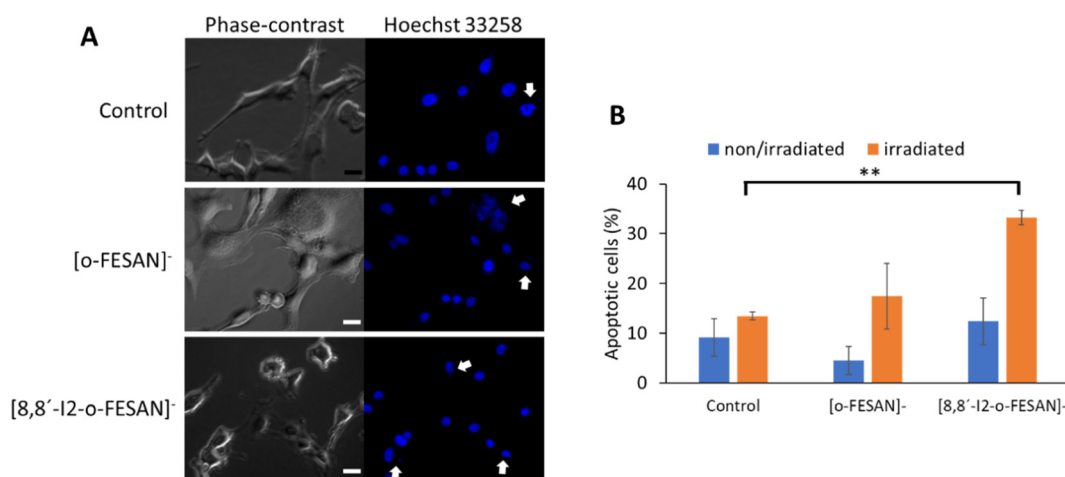 A
Phase-contrast
Hoechst 33258
Control
[o-FESAN]-
[8,8´-I2-o-FESAN]-
B
non/irradiated
irradiated
**
Apoptotic cells (%)
40
30
20
10
0
Control
[o-FESAN]-
[8,8´-I2-o-FESAN]-